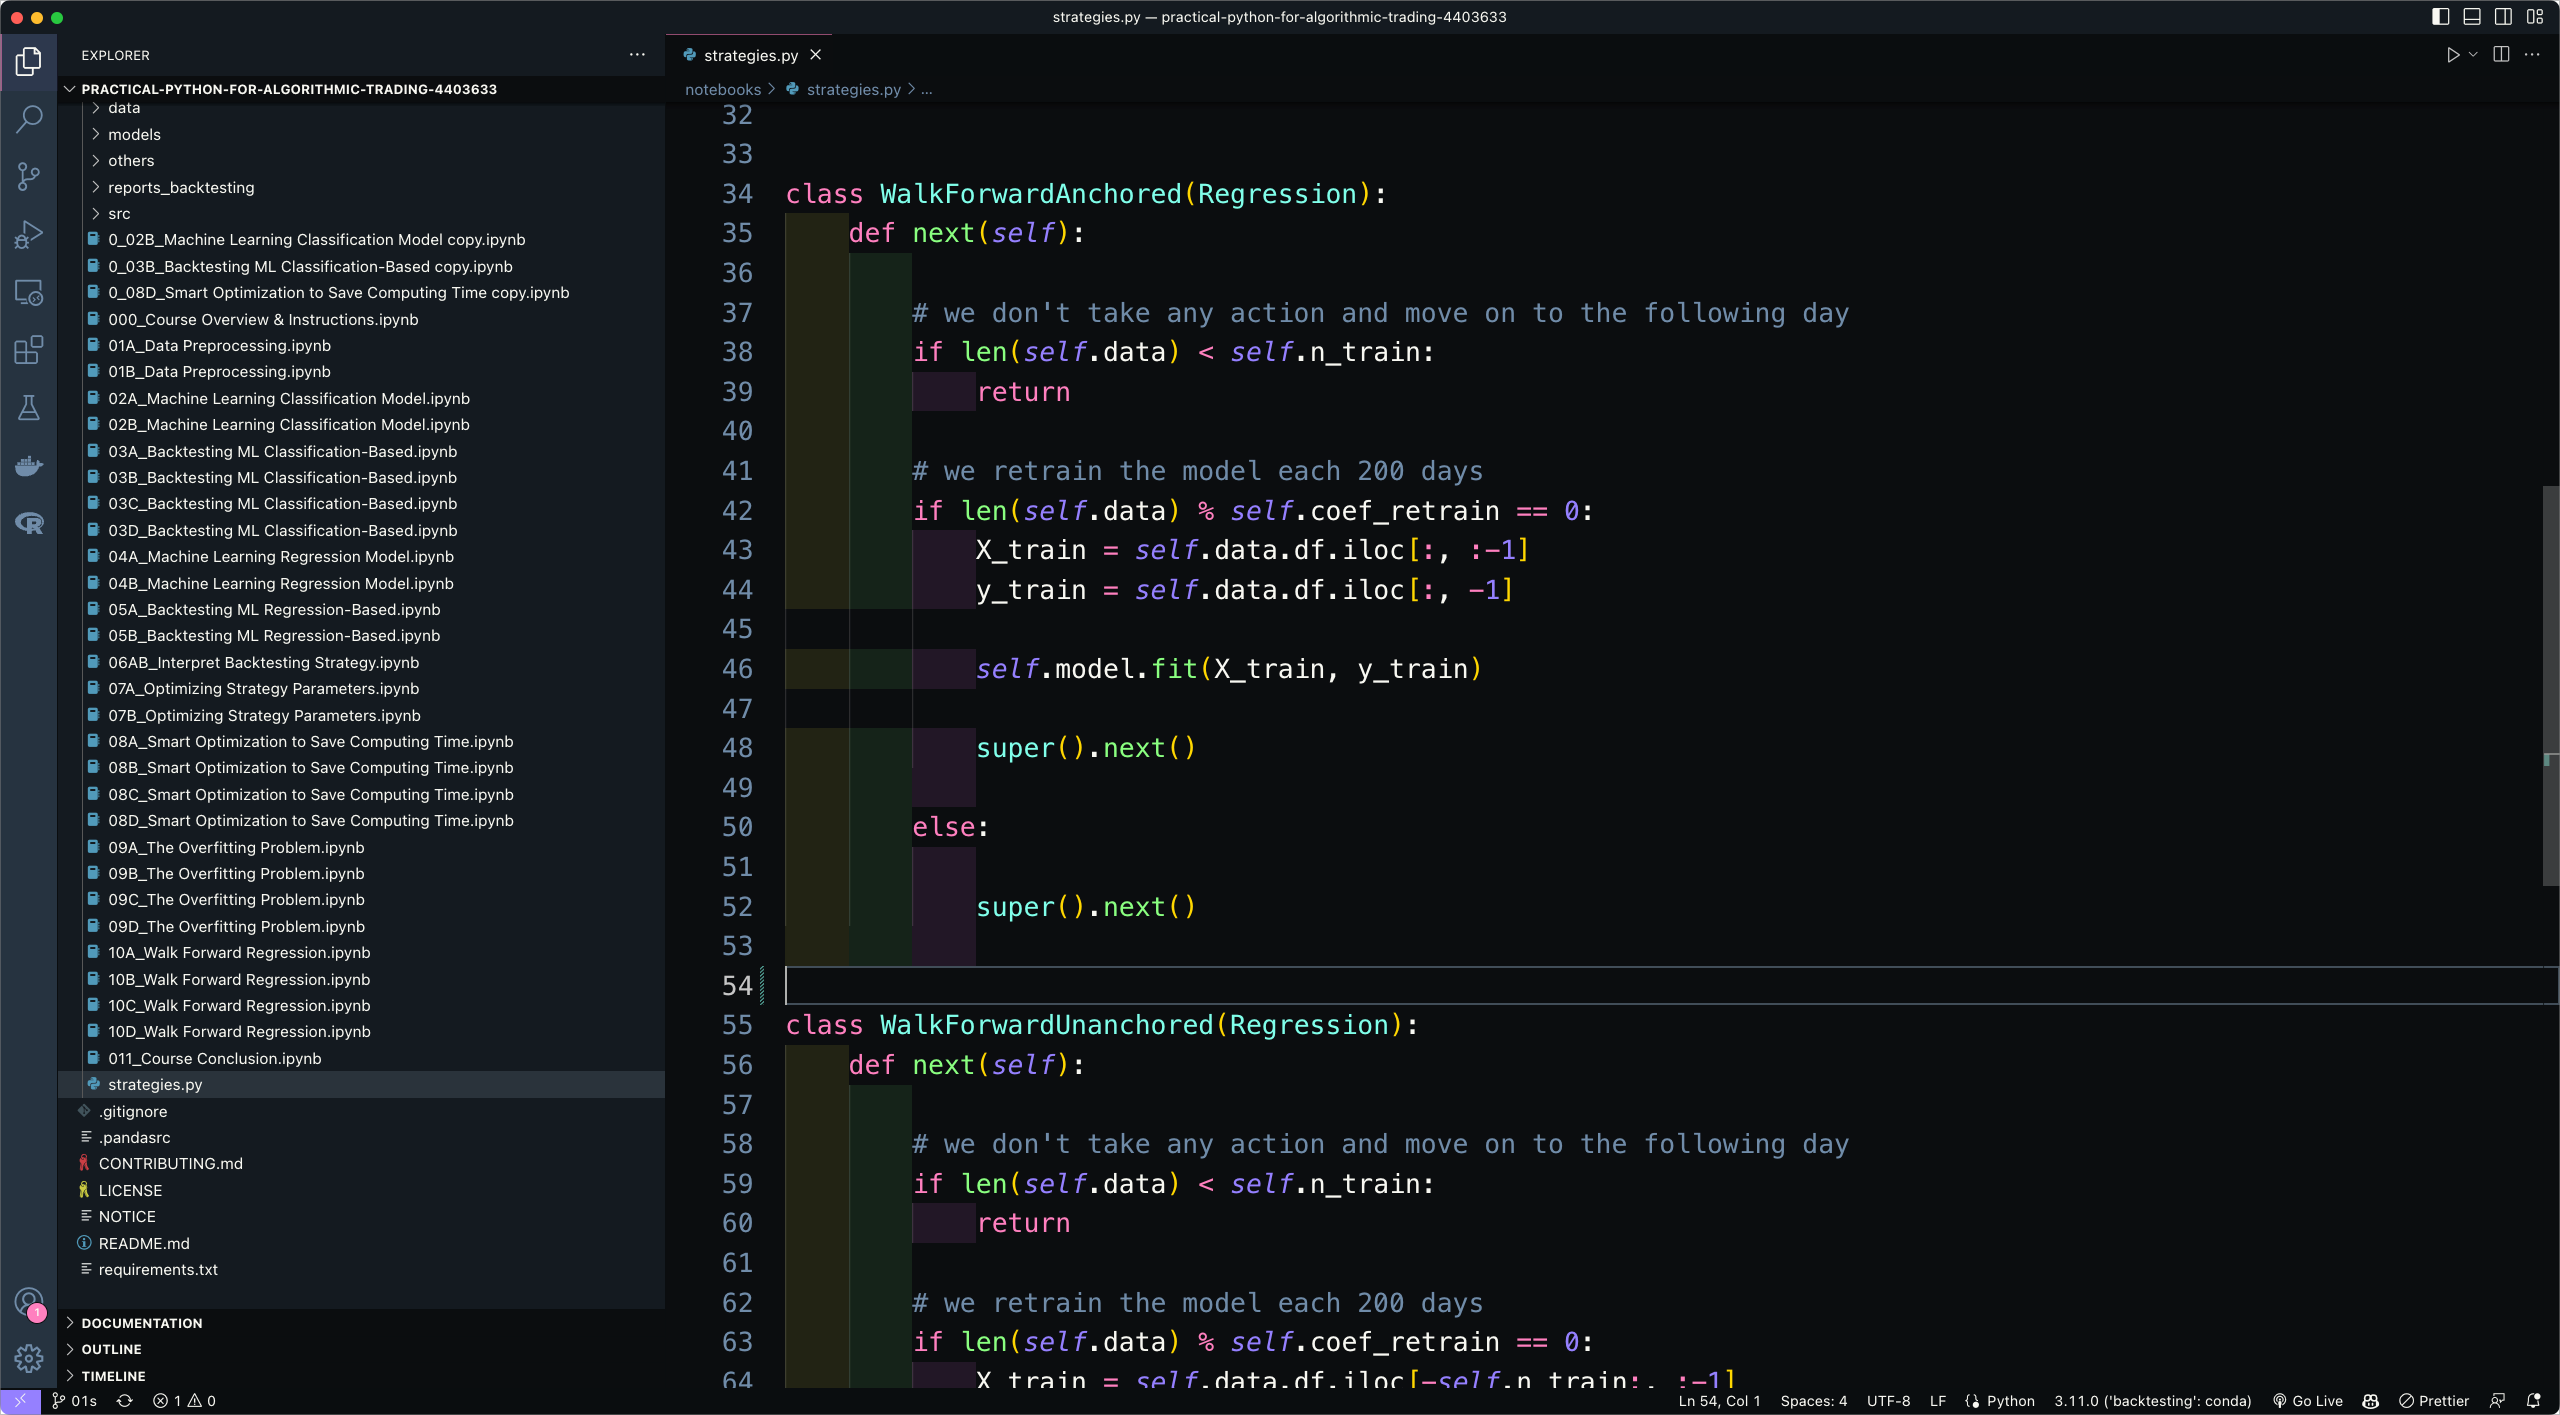 strategies.py — practical-python-for-algorithmic-trading-4403633
EXPLORER
PRACTICAL-PYTHON-FOR-ALGORITHMIC-TRADING-4403633
data
models
others
reports_backtesting
src
0_02B_Machine Learning Classification Model copy.ipynb
0_03B_Backtesting ML Classification-Based copy.ipynb
0_08D_Smart Optimization to Save Computing Time copy.ipynb
000_Course Overview & Instructions.ipynb
01A_Data Preprocessing.ipynb
01B_Data Preprocessing.ipynb
02A_Machine Learning Classification Model.ipynb
02B_Machine Learning Classification Model.ipynb
03A_Backtesting ML Classification-Based.ipynb
03B_Backtesting ML Classification-Based.ipynb
03C_Backtesting ML Classification-Based.ipynb
03D_Backtesting ML Classification-Based.ipynb
04A_Machine Learning Regression Model.ipynb
04B_Machine Learning Regression Model.ipynb
05A_Backtesting ML Regression-Based.ipynb
05B_Backtesting ML Regression-Based.ipynb
06AB_Interpret Backtesting Strategy.ipynb
07A_Optimizing Strategy Parameters.ipynb
07B_Optimizing Strategy Parameters.ipynb
08A_Smart Optimization to Save Computing Time.ipynb
08B_Smart Optimization to Save Computing Time.ipynb
08C_Smart Optimization to Save Computing Time.ipynb
08D_Smart Optimization to Save Computing Time.ipynb
09A_The Overfitting Problem.ipynb
09B_The Overfitting Problem.ipynb
09C_The Overfitting Problem.ipynb
09D_The Overfitting Problem.ipynb
10A_Walk Forward Regression.ipynb
10B_Walk Forward Regression.ipynb
10C_Walk Forward Regression.ipynb
10D_Walk Forward Regression.ipynb
011_Course Conclusion.ipynb
strategies.py
.gitignore
.pandasrc
CONTRIBUTING.md
LICENSE
NOTICE
README.md
requirements.txt
DOCUMENTATION
OUTLINE
TIMELINE
1
strategies.py
notebooks > strategies.py > ...
32
33
34 class WalkForwardAnchored(Regression):
35     def next(self):
36
37         # we don't take any action and move on to the following day
38         if len(self.data) < self.n_train:
39             return
40
41         # we retrain the model each 200 days
42         if len(self.data) % self.coef_retrain == 0:
43             X_train = self.data.df.iloc[:, :-1]
44             y_train = self.data.df.iloc[:, -1]
45
46             self.model.fit(X_train, y_train)
47
48             super().next()
49
50         else:
51
52             super().next()
53
54
55 class WalkForwardUnanchored(Regression):
56     def next(self):
57
58         # we don't take any action and move on to the following day
59         if len(self.data) < self.n_train:
60             return
61
62         # we retrain the model each 200 days
63         if len(self.data) % self.coef_retrain == 0:
64             X_train = self.data.df.iloc[-self.n_train:, :-1]
01s 1 0 Ln 54, Col 1 Spaces: 4 UTF-8 LF Python 3.11.0 ('backtesting': conda) Go Live Prettier